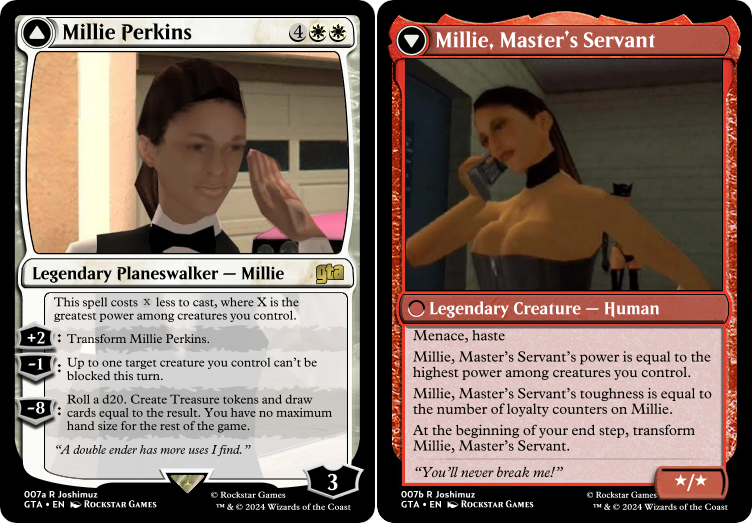 Millie Perkins 4
Legendary Planeswalker — Millie gta
This spell costs X less to cast, where X is the
greatest power among creatures you control.
+2: Transform Millie Perkins.
−1: Up to one target creature you control can't be
blocked this turn.
−8: Roll a d20. Create Treasure tokens and draw
cards equal to the result. You have no maximum
hand size for the rest of the game.
“A double ender has more uses I find.”
3
007a R Joshimuz
GTA • EN ROCKSTAR GAMES
© Rockstar Games
™ & © 2024 Wizards of the Coast
Millie, Master's Servant
Legendary Creature — Human
Menace, haste
Millie, Master's Servant's power is equal to the
highest power among creatures you control.
Millie, Master's Servant's toughness is equal to
the number of loyalty counters on Millie.
At the beginning of your end step, transform
Millie, Master's Servant.
“You'll never break me!”
★/★
007b R Joshimuz
GTA • EN ROCKSTAR GAMES
© Rockstar Games
™ & © 2024 Wizards of the Coast